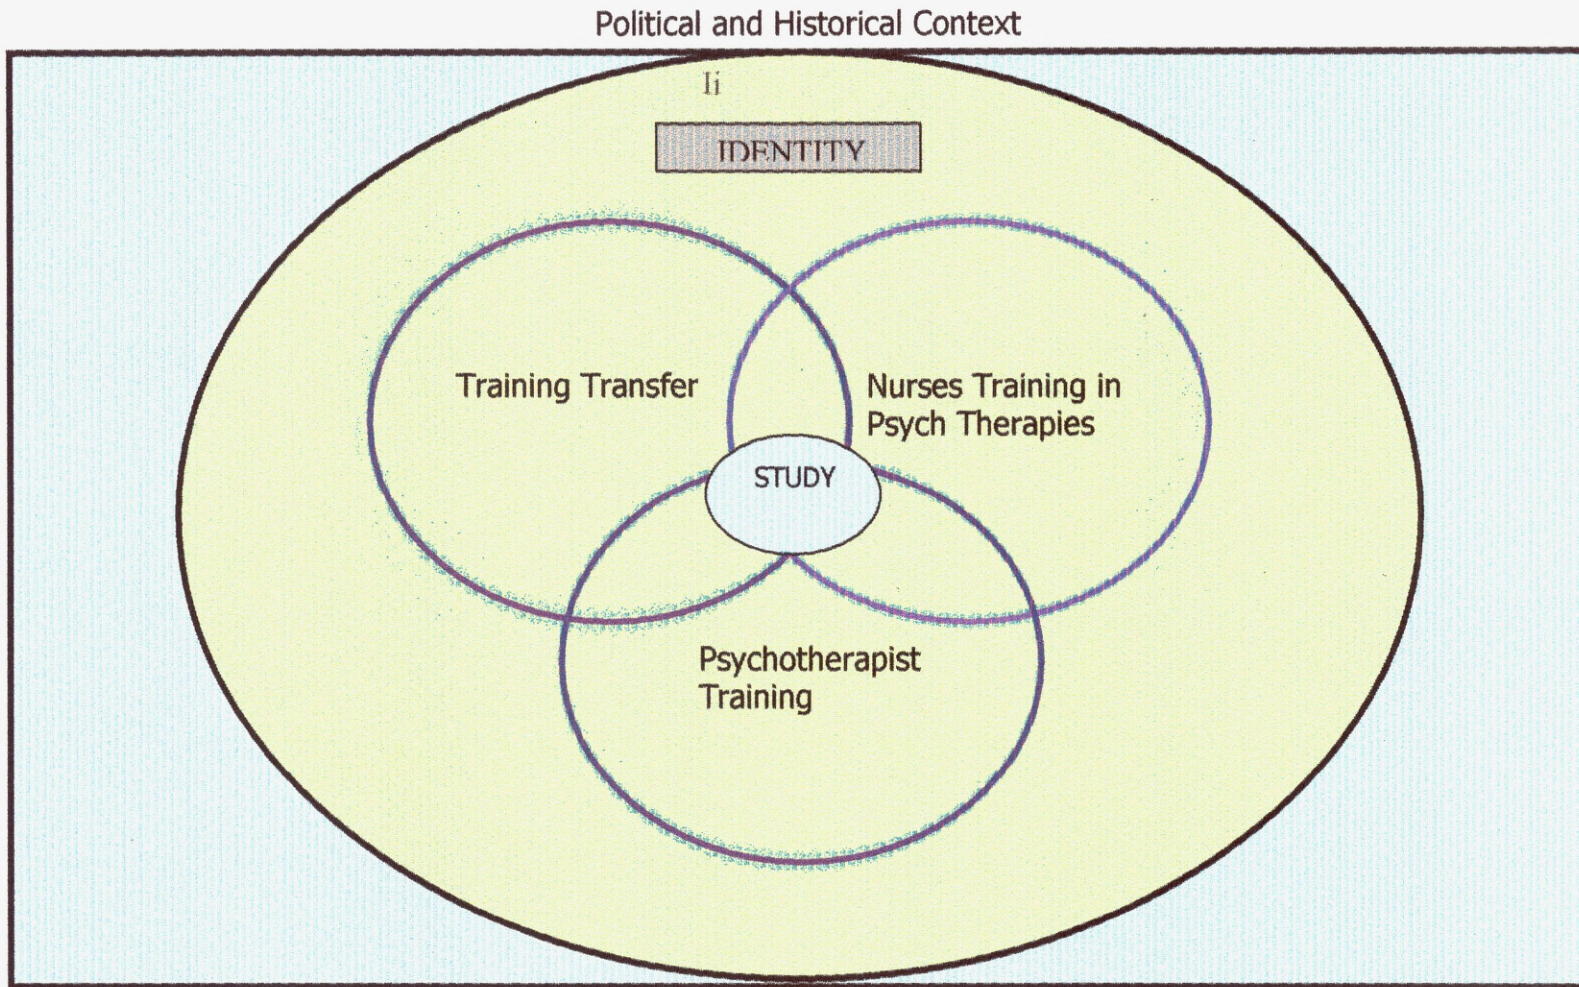 Political and Historical Context
Ii
IDENTITY
Training Transfer
Nurses Training in
Psych Therapies
STUDY
Psychotherapist
Training